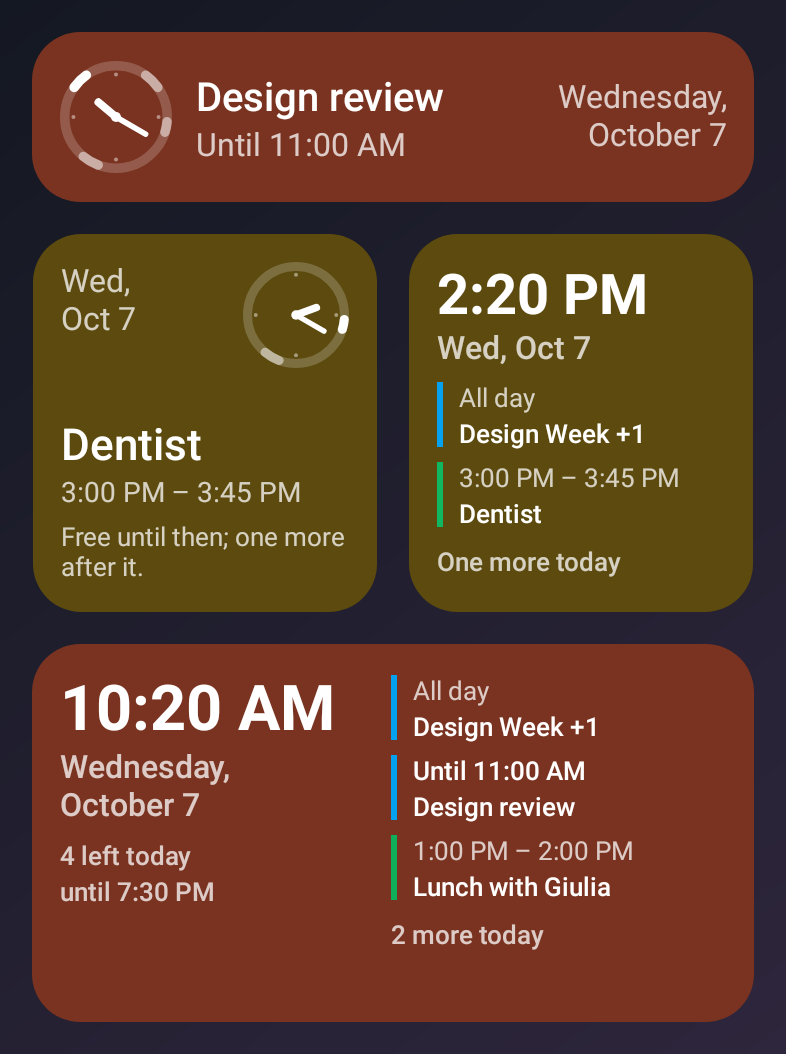 Design review
Until 11:00 AM
Wednesday,
October 7
Wed,
Oct 7
Dentist
3:00 PM – 3:45 PM
Free until then; one more
after it.
2:20 PM
Wed, Oct 7
All day
Design Week +1
3:00 PM – 3:45 PM
Dentist
One more today
10:20 AM
Wednesday,
October 7
4 left today
until 7:30 PM
All day
Design Week +1
Until 11:00 AM
Design review
1:00 PM – 2:00 PM
Lunch with Giulia
2 more today